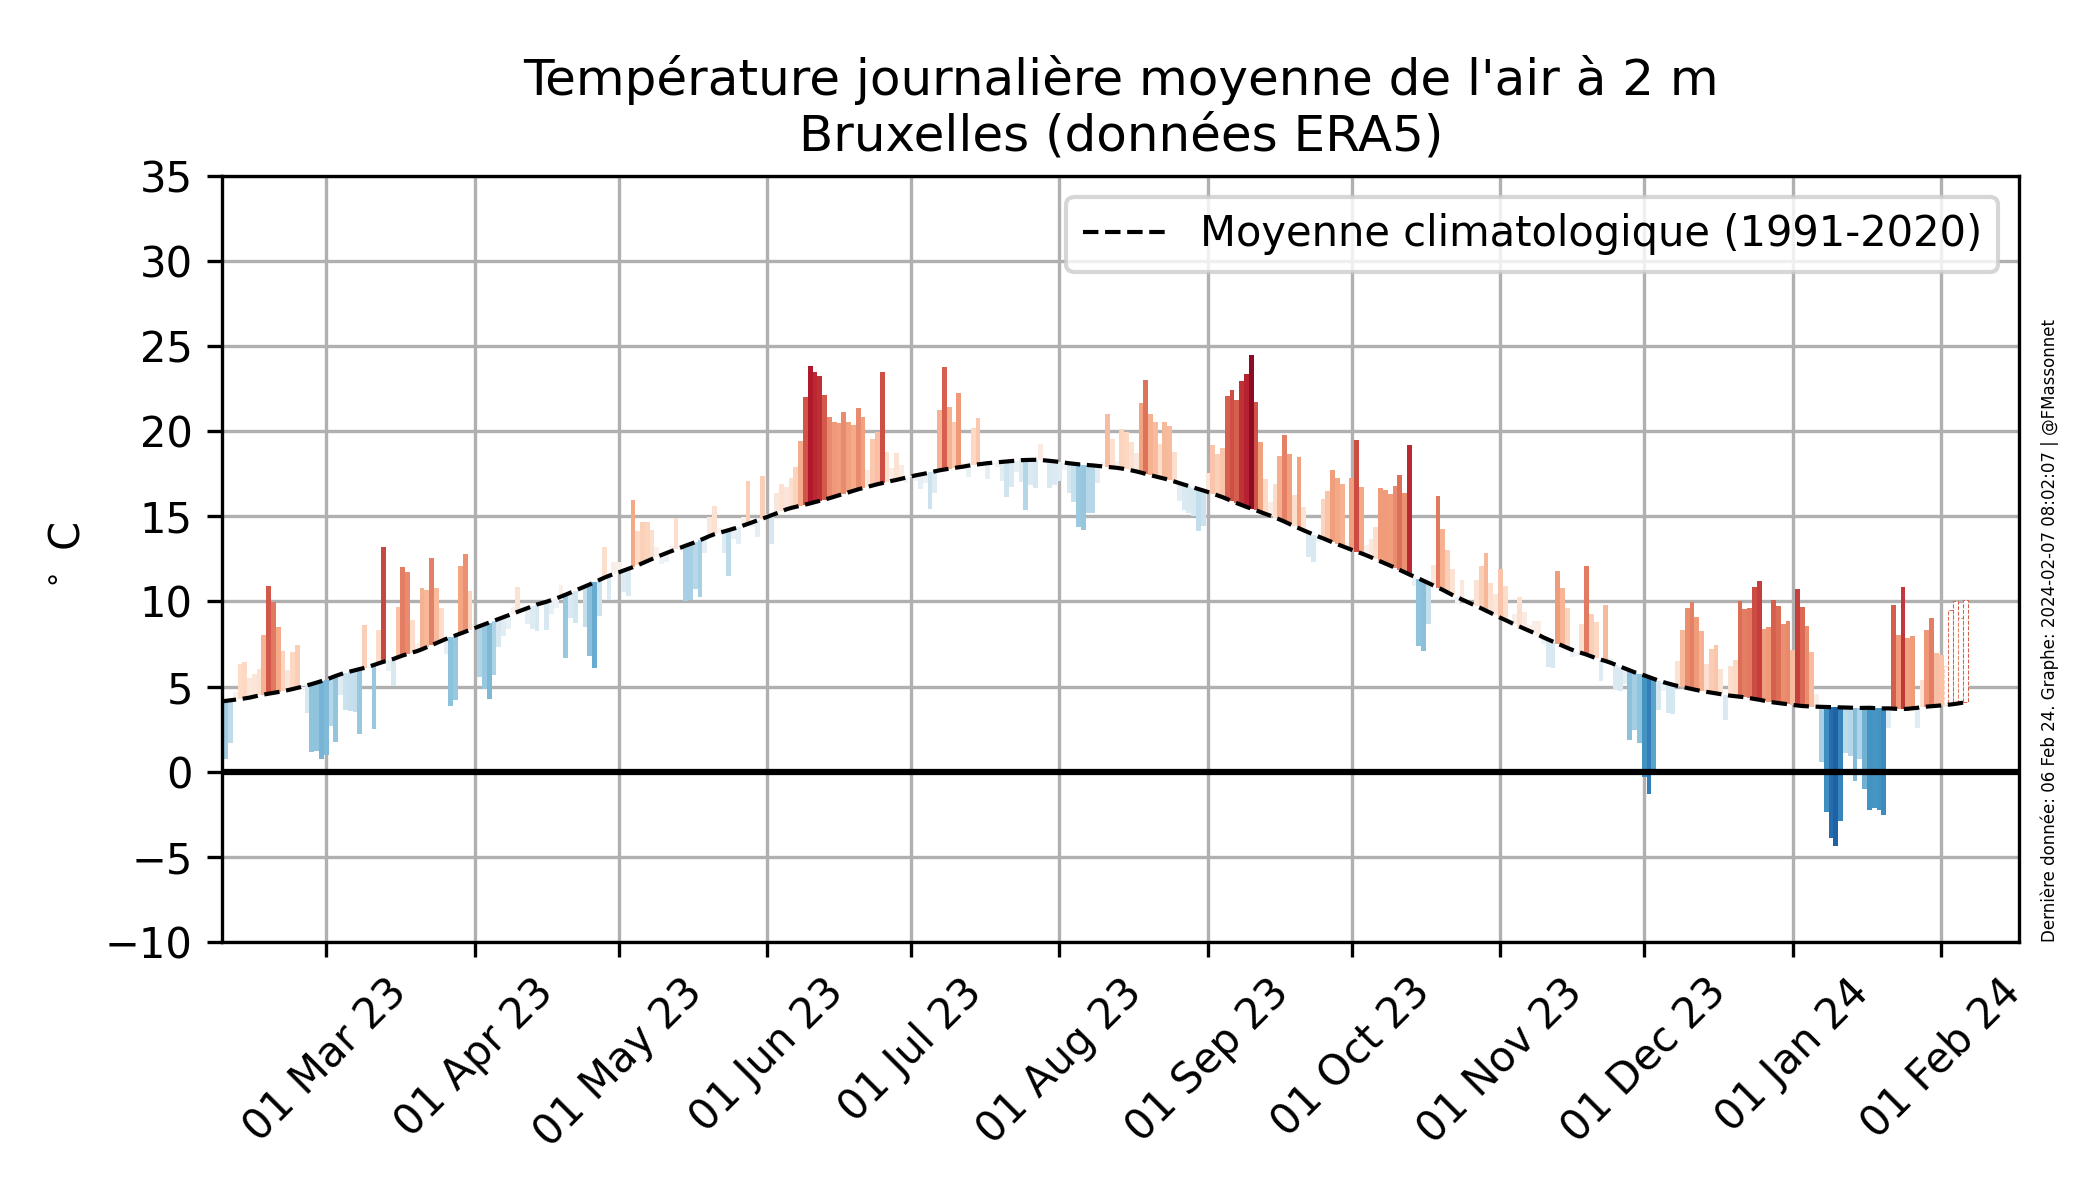 Température journalière moyenne de l'air à 2 m
Bruxelles (données ERA5)
35
30
25
20
15
10
5
0
−5
−10
° C
Moyenne climatologique (1991-2020)
01 Mar 23
01 Apr 23
01 May 23
01 Jun 23
01 Jul 23
01 Aug 23
01 Sep 23
01 Oct 23
01 Nov 23
01 Dec 23
01 Jan 24
01 Feb 24
Dernière donnée: 06 Feb 24. Graphe: 2024-02-07 08:02:07 | @FMassonnet